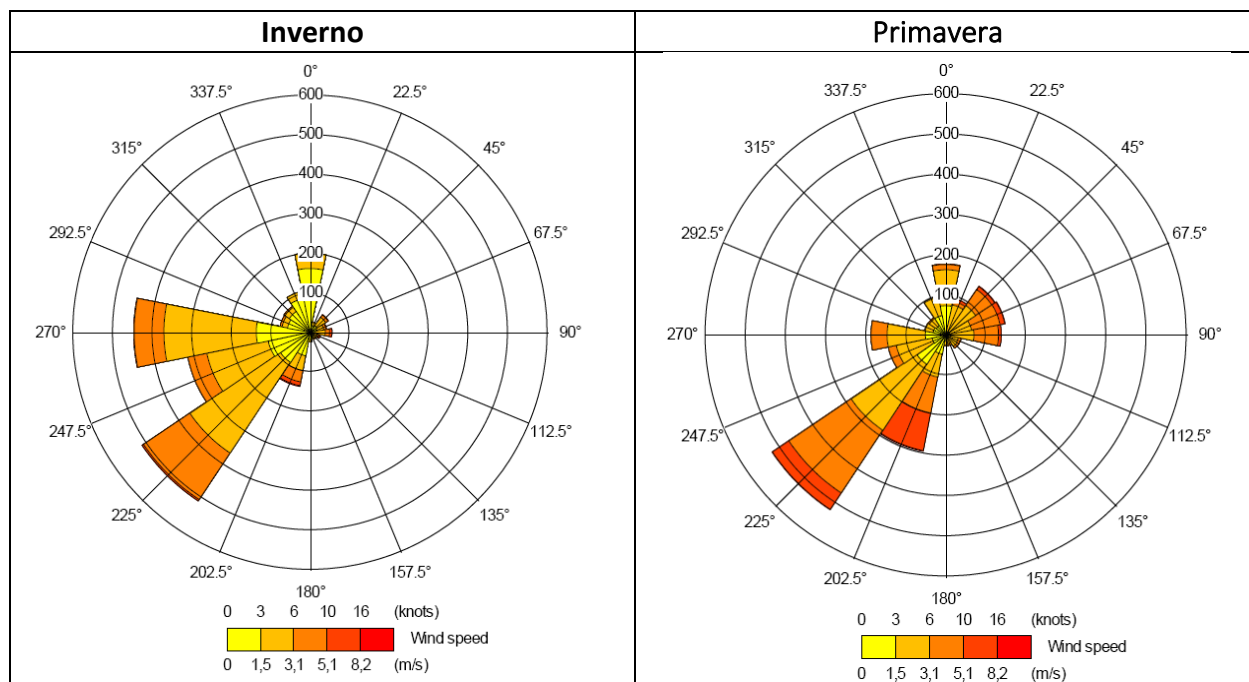 Inverno
0°
337.5° 600 22.5°
500
315° 45°
400
300
292.5° 67.5°
200
100
270° 90°
247.5° 112.5°
225° 135°
202.5° 157.5°
180°
0 3 6 10 16 (knots)
Wind speed
0 1,5 3,1 5,1 8,2 (m/s)
Primavera
0°
337.5° 600 22.5°
500
315° 45°
400
300
292.5° 67.5°
200
100
270° 90°
247.5° 112.5°
225° 135°
202.5° 157.5°
180°
0 3 6 10 16 (knots)
Wind speed
0 1,5 3,1 5,1 8,2 (m/s)